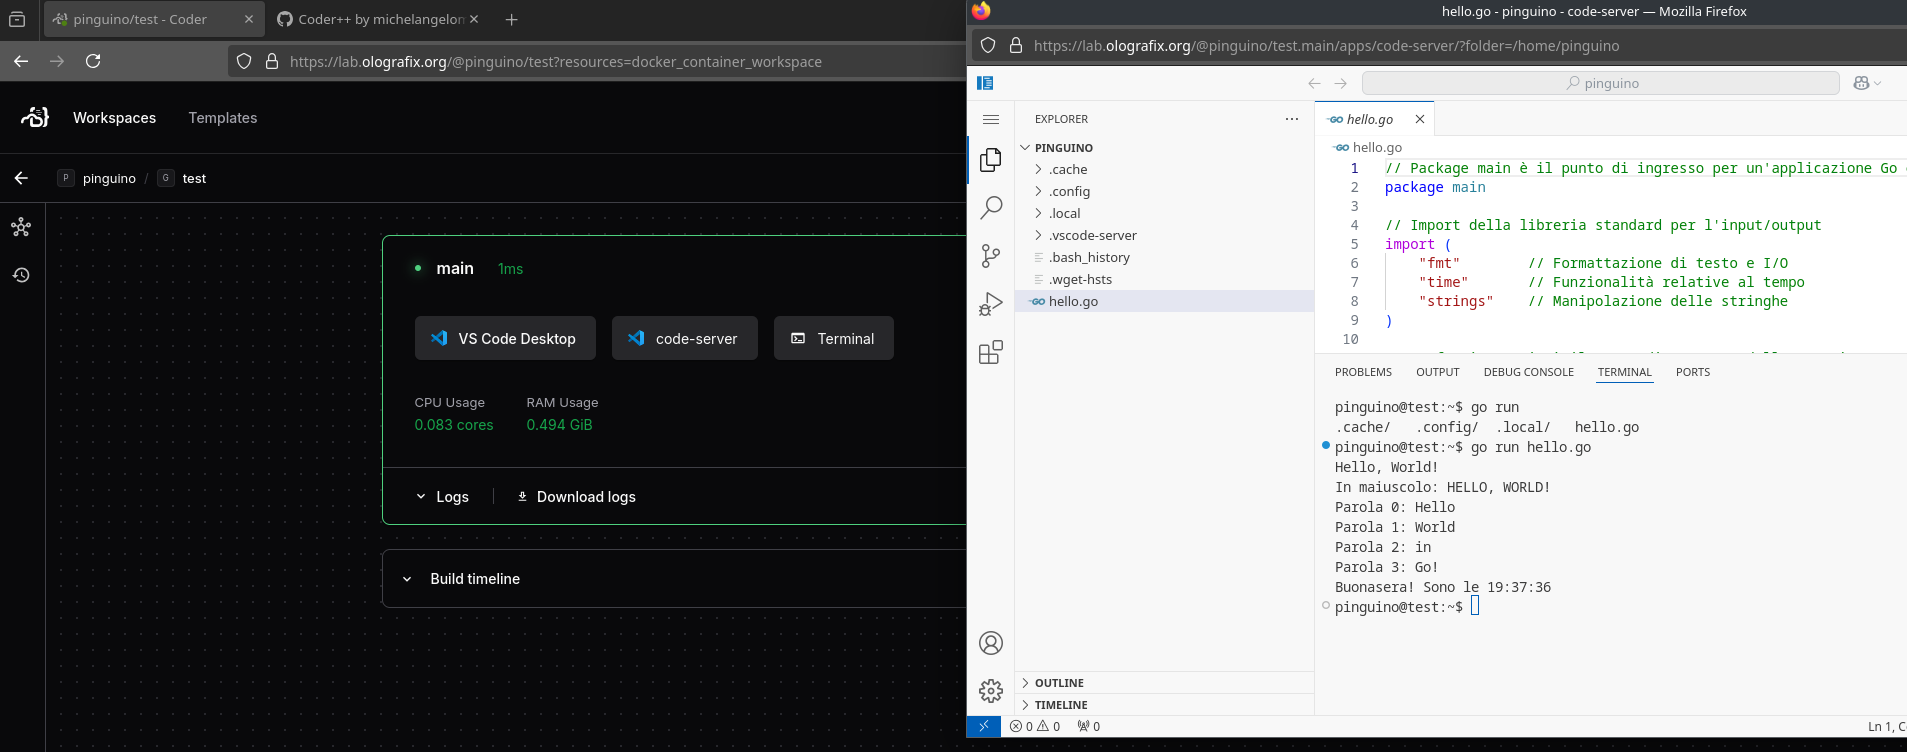 pinguino/test - Coder
Coder++ by michelangelom
https://lab.olografix.org/@pinguino/test?resources=docker_container_workspace
Workspaces
Templates
P pinguino / G test
main 1ms
VS Code Desktop
code-server
Terminal
CPU Usage
RAM Usage
0.083 cores
0.494 GiB
Logs
Download logs
Build timeline
hello.go - pinguino - code-server — Mozilla Firefox
https://lab.olografix.org/@pinguino/test.main/apps/code-server/?folder=/home/pinguino
pinguino
EXPLORER
PINGUINO
.cache
.config
.local
.vscode-server
.bash_history
.wget-hsts
GO hello.go
OUTLINE
TIMELINE
GO hello.go
GO hello.go
1 // Package main è il punto di ingresso per un'applicazione Go
2 package main
3
4 // Import della libreria standard per l'input/output
5 import (
6 "fmt" // Formattazione di testo e I/O
7 "time" // Funzionalità relative al tempo
8 "strings" // Manipolazione delle stringhe
9 )
10
PROBLEMS OUTPUT DEBUG CONSOLE TERMINAL PORTS
pinguino@test:~$ go run
.cache/ .config/ .local/ hello.go
pinguino@test:~$ go run hello.go
Hello, World!
In maiuscolo: HELLO, WORLD!
Parola 0: Hello
Parola 1: World
Parola 2: in
Parola 3: Go!
Buonasera! Sono le 19:37:36
pinguino@test:~$
0 0 0
Ln 1,